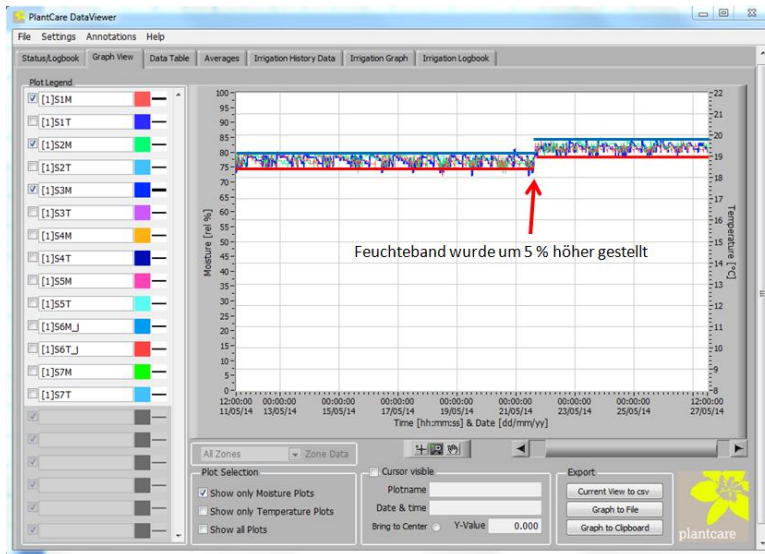 PlantCare DataViewer
File Settings Annotations Help
Status/Logbook Graph View Data Table Averages Irrigation History Data Irrigation Graph Irrigation Logbook
Plot Legend
[1]S1M
[1]S1T
[1]S2M
[1]S2T
[1]S3M
[1]S3T
[1]S4M
[1]S4T
[1]S5M
[1]S5T
[1]S6M_j
[1]S6T_j
[1]S7M
[1]S7T
Moisture [rel %]
100
95
90
85
80
75
70
65
60
55
50
45
40
35
30
25
20
15
10
5
0
Feuchteband wurde um 5 % höher gestellt
22
21
20
19
18
17
16
15
14
13
12
11
10
9
8
Temperature [°C]
12:00:00 00:00:00 00:00:00 00:00:00 00:00:00 00:00:00 00:00:00 00:00:00 12:00:00
11/05/14 13/05/14 15/05/14 17/05/14 19/05/14 21/05/14 23/05/14 25/05/14 27/05/14
Time [hh:mm:ss] & Date [dd/mm/yy]
All Zones Zone Data
Plot Selection
Show only Moisture Plots
Show only Temperature Plots
Show all Plots
Cursor visible
Plotname
Date & time
Bring to Center Y-Value 0.000
Export
Current View to csv
Graph to File
Graph to Clipboard
plantcare